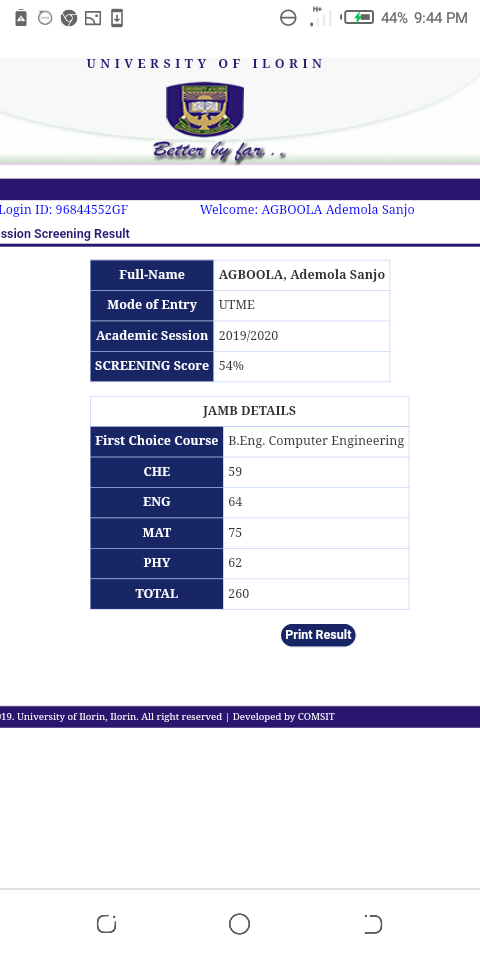 H+
44% 9:44 PM
UNIVERSITY OF ILORIN
Better by far . . .
Login ID: 96844552GF Welcome: AGBOOLA Ademola Sanjo
ssion Screening Result
Full-Name AGBOOLA, Ademola Sanjo
Mode of Entry UTME
Academic Session 2019/2020
SCREENING Score 54%
JAMB DETAILS
First Choice Course B.Eng. Computer Engineering
CHE 59
ENG 64
MAT 75
PHY 62
TOTAL 260
Print Result
19. University of Ilorin, Ilorin. All right reserved | Developed by COMSIT